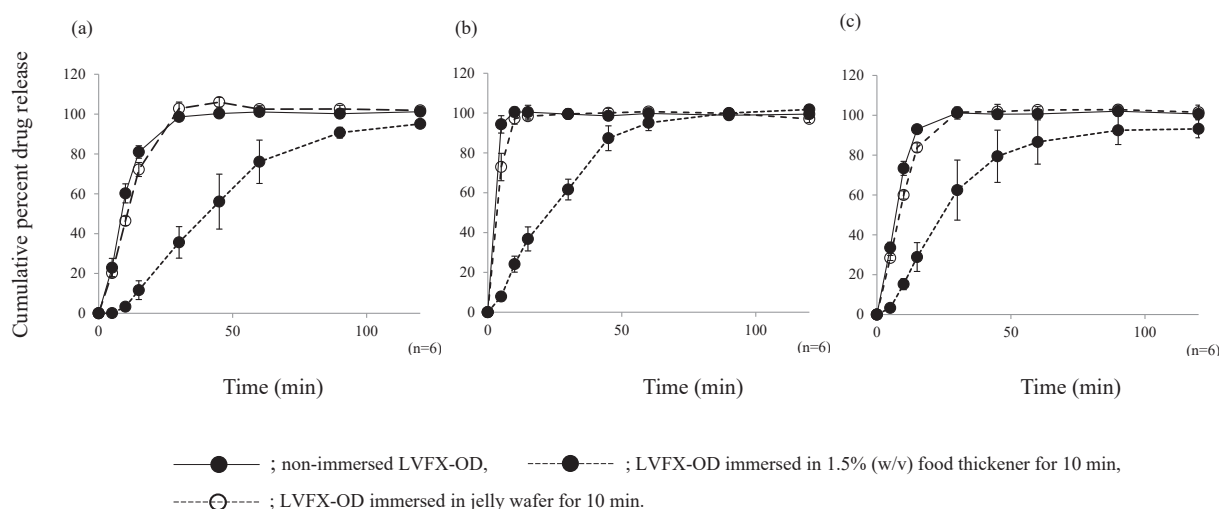 (a)
(b)
(c)
Cumulative percent drug release
120
100
80
60
40
20
0
0
50
100
(n=6)
120
100
80
60
40
20
0
0
50
100
(n=6)
120
100
80
60
40
20
0
0
50
100
(n=6)
Time (min)
Time (min)
Time (min)
; non-immersed LVFX-OD,
; LVFX-OD immersed in 1.5% (w/v) food thickener for 10 min,
; LVFX-OD immersed in jelly wafer for 10 min.